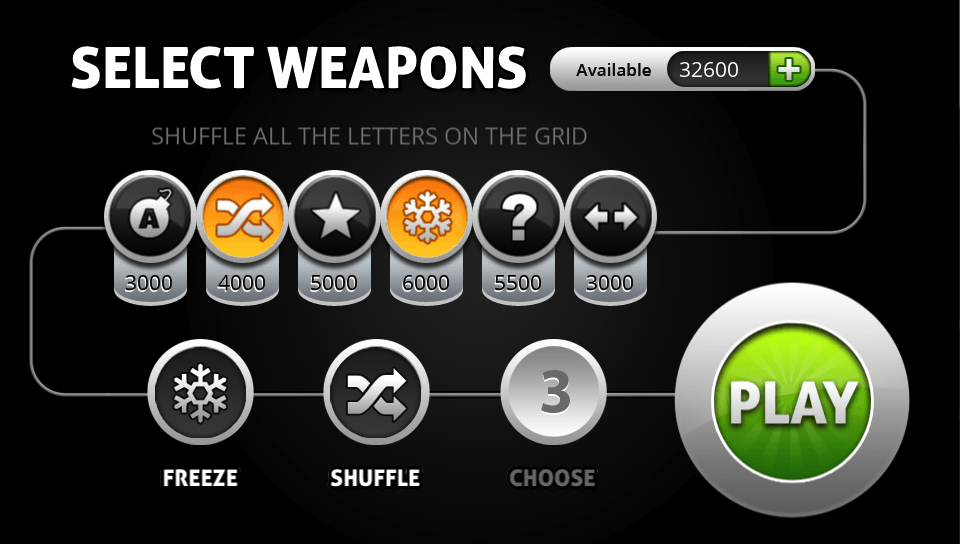 SELECT WEAPONS
Available 32600
SHUFFLE ALL THE LETTERS ON THE GRID
A ?
3000 4000 5000 6000 5500 3000
3
PLAY
FREEZE SHUFFLE CHOOSE